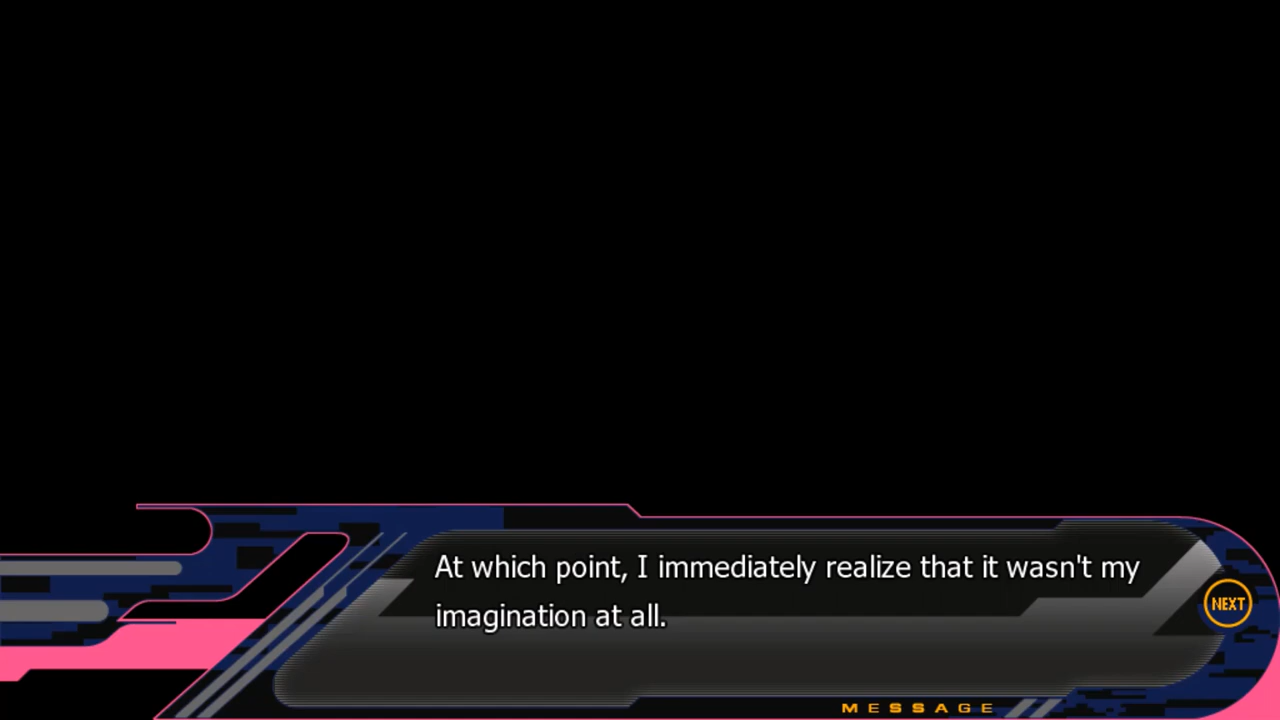 At which point, I immediately realize that it wasn't my
imagination at all.
NEXT
MESSAGE